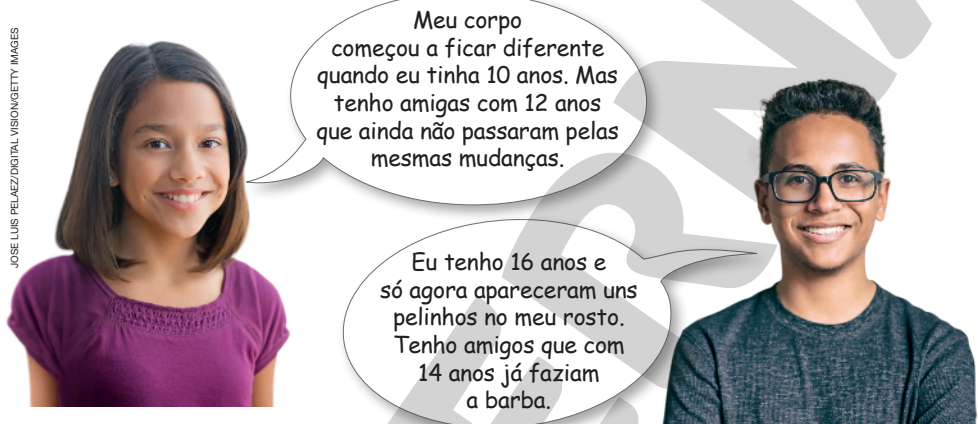 JOSE LUIS PELAEZ/DIGITAL VISION/GETTY IMAGES
Meu corpo
começou a ficar diferente
quando eu tinha 10 anos. Mas
tenho amigas com 12 anos
que ainda não passaram pelas
mesmas mudanças.
Eu tenho 16 anos e
só agora apareceram uns
pelinhos no meu rosto.
Tenho amigos que com
14 anos já faziam
a barba.